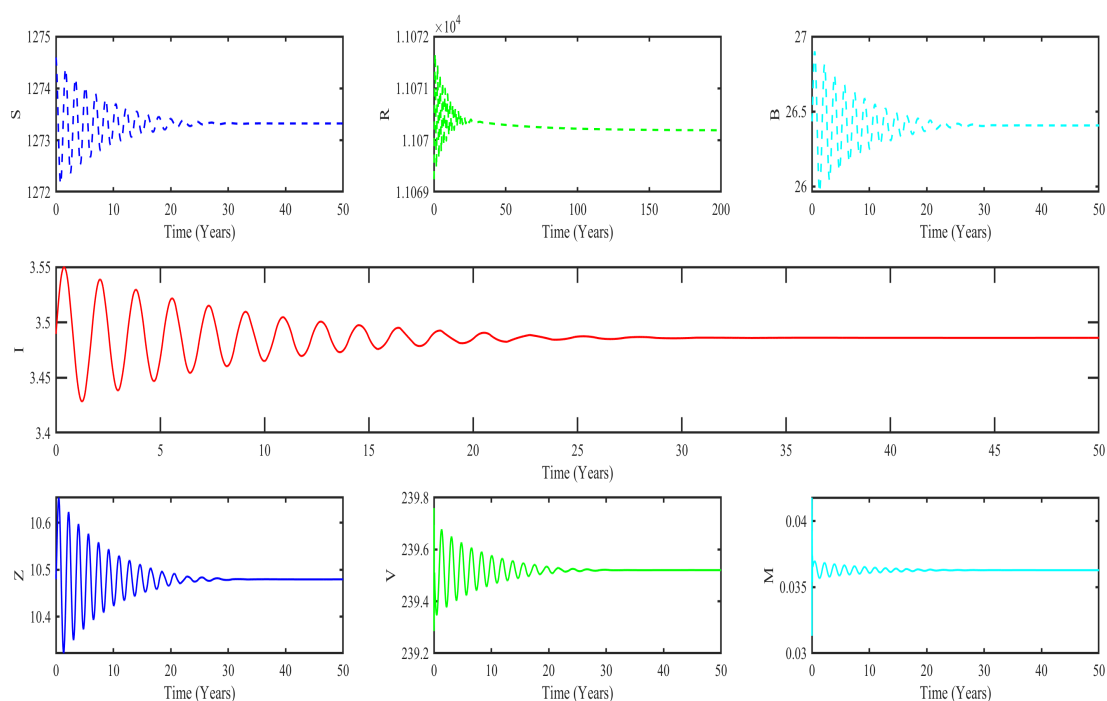 1275
1274
1273
1272
S
0 10 20 30 40 50
Time (Years)
×10⁴
1.1072
1.1071
1.107
1.1069
R
0 50 100 150 200
Time (Years)
27
26.5
26
B
0 10 20 30 40 50
Time (Years)
3.55
3.5
3.45
3.4
I
0 5 10 15 20 25 30 35 40 45 50
Time (Years)
10.6
10.5
10.4
Z
0 10 20 30 40 50
Time (Years)
239.8
239.6
239.4
239.2
V
0 10 20 30 40 50
Time (Years)
0.04
0.035
0.03
M
0 10 20 30 40 50
Time (Years)